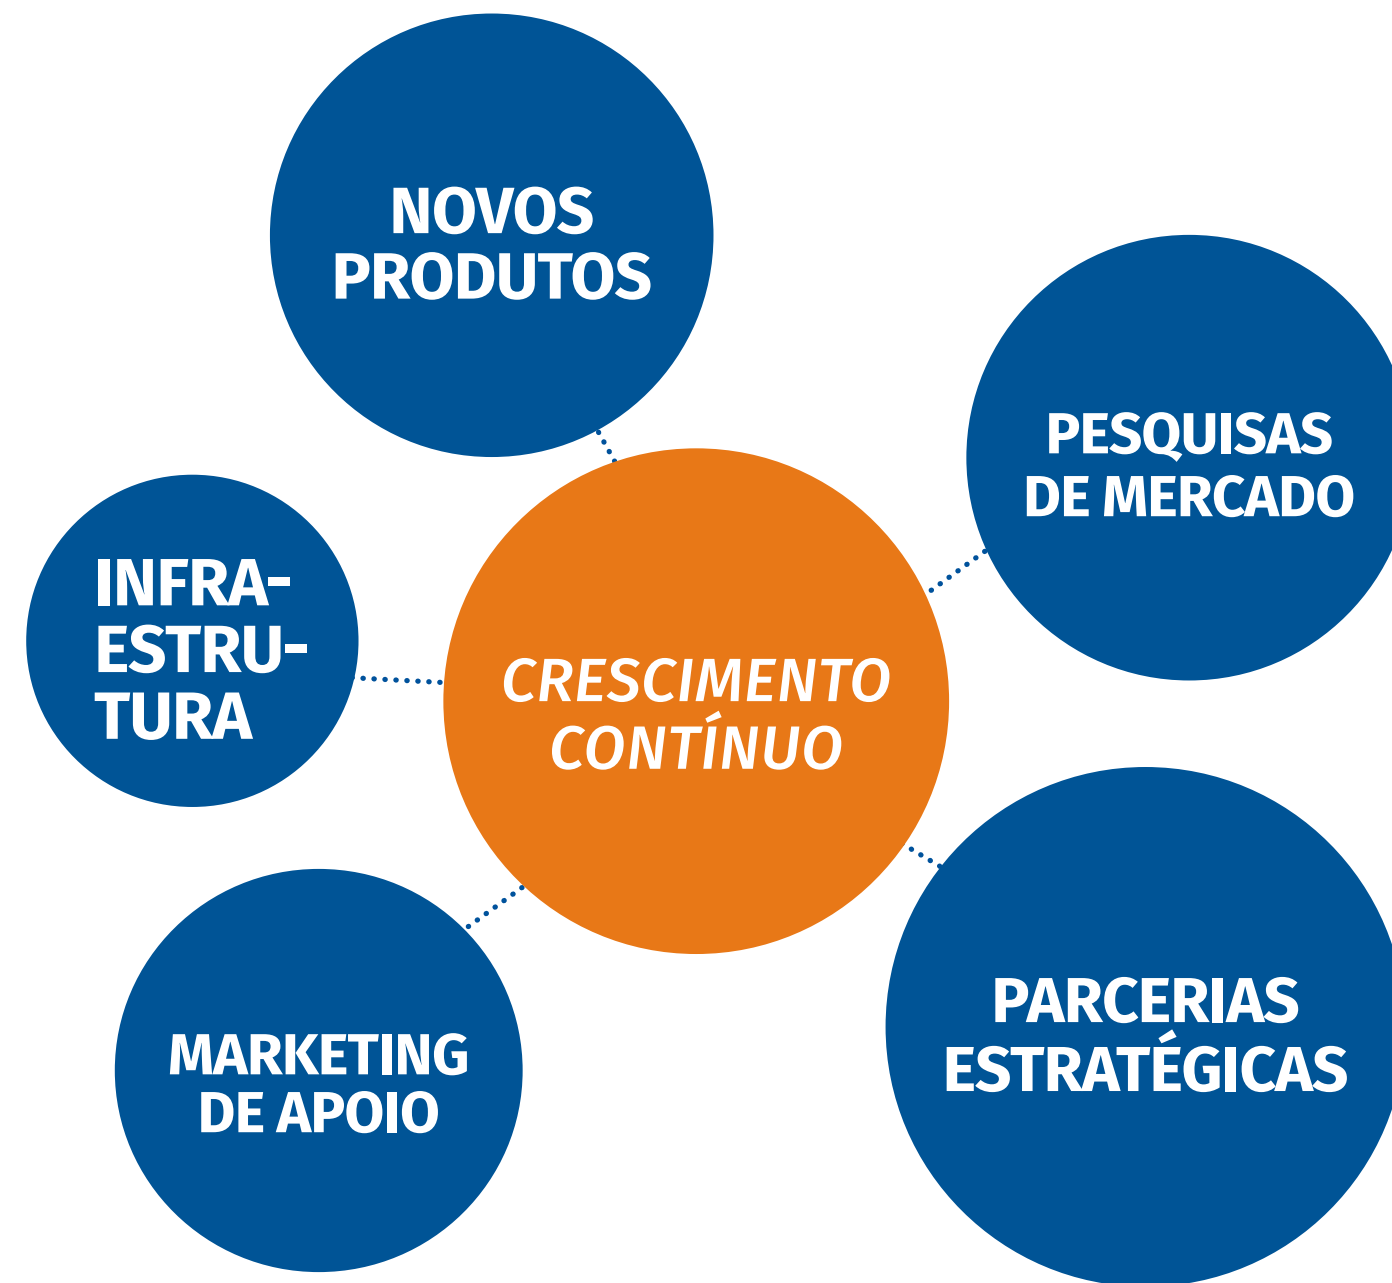 NOVOS
PRODUTOS
PESQUISAS
DE MERCADO
INFRA-
ESTRU-
TURA
CRESCIMENTO
CONTÍNUO
PARCERIAS
ESTRATÉGICAS
MARKETING
DE APOIO